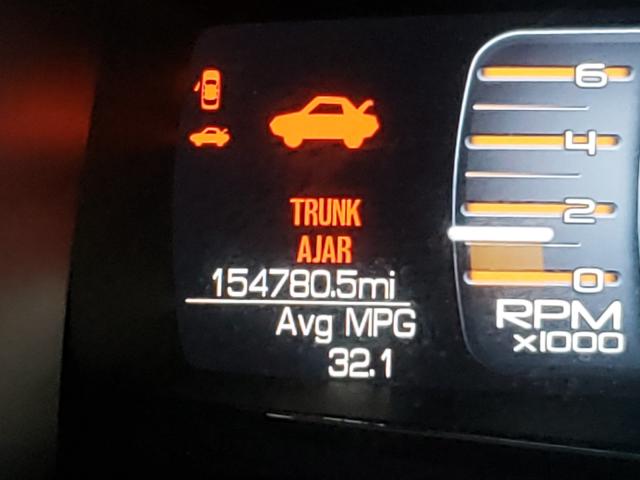 TRUNK
AJAR
154780.5mi
Avg MPG
32.1
6
4
2
0
RPM
x1000